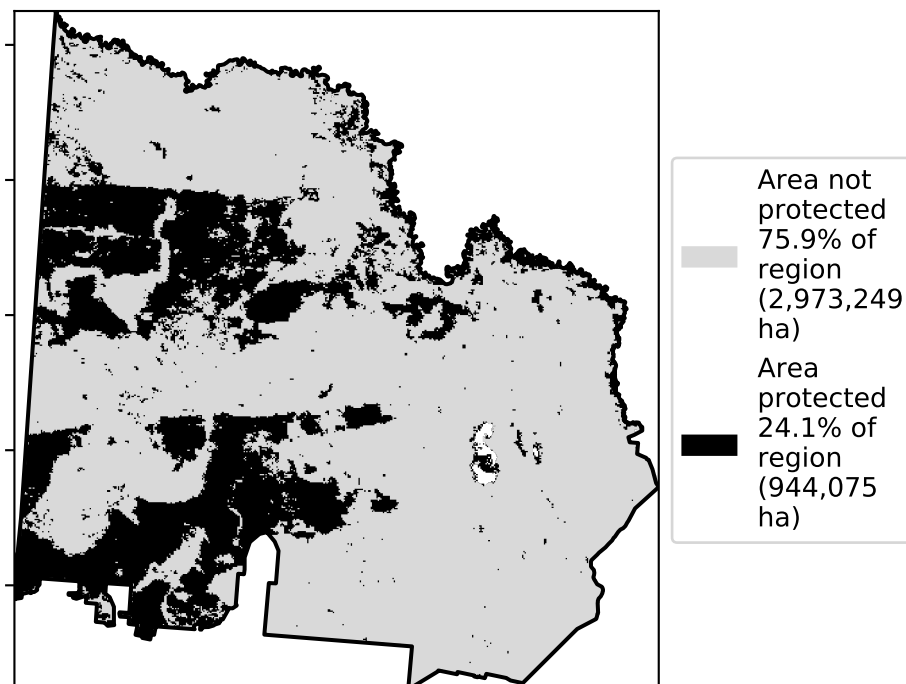 Area not
protected
75.9% of
region
(2,973,249
ha)
Area
protected
24.1% of
region
(944,075
ha)